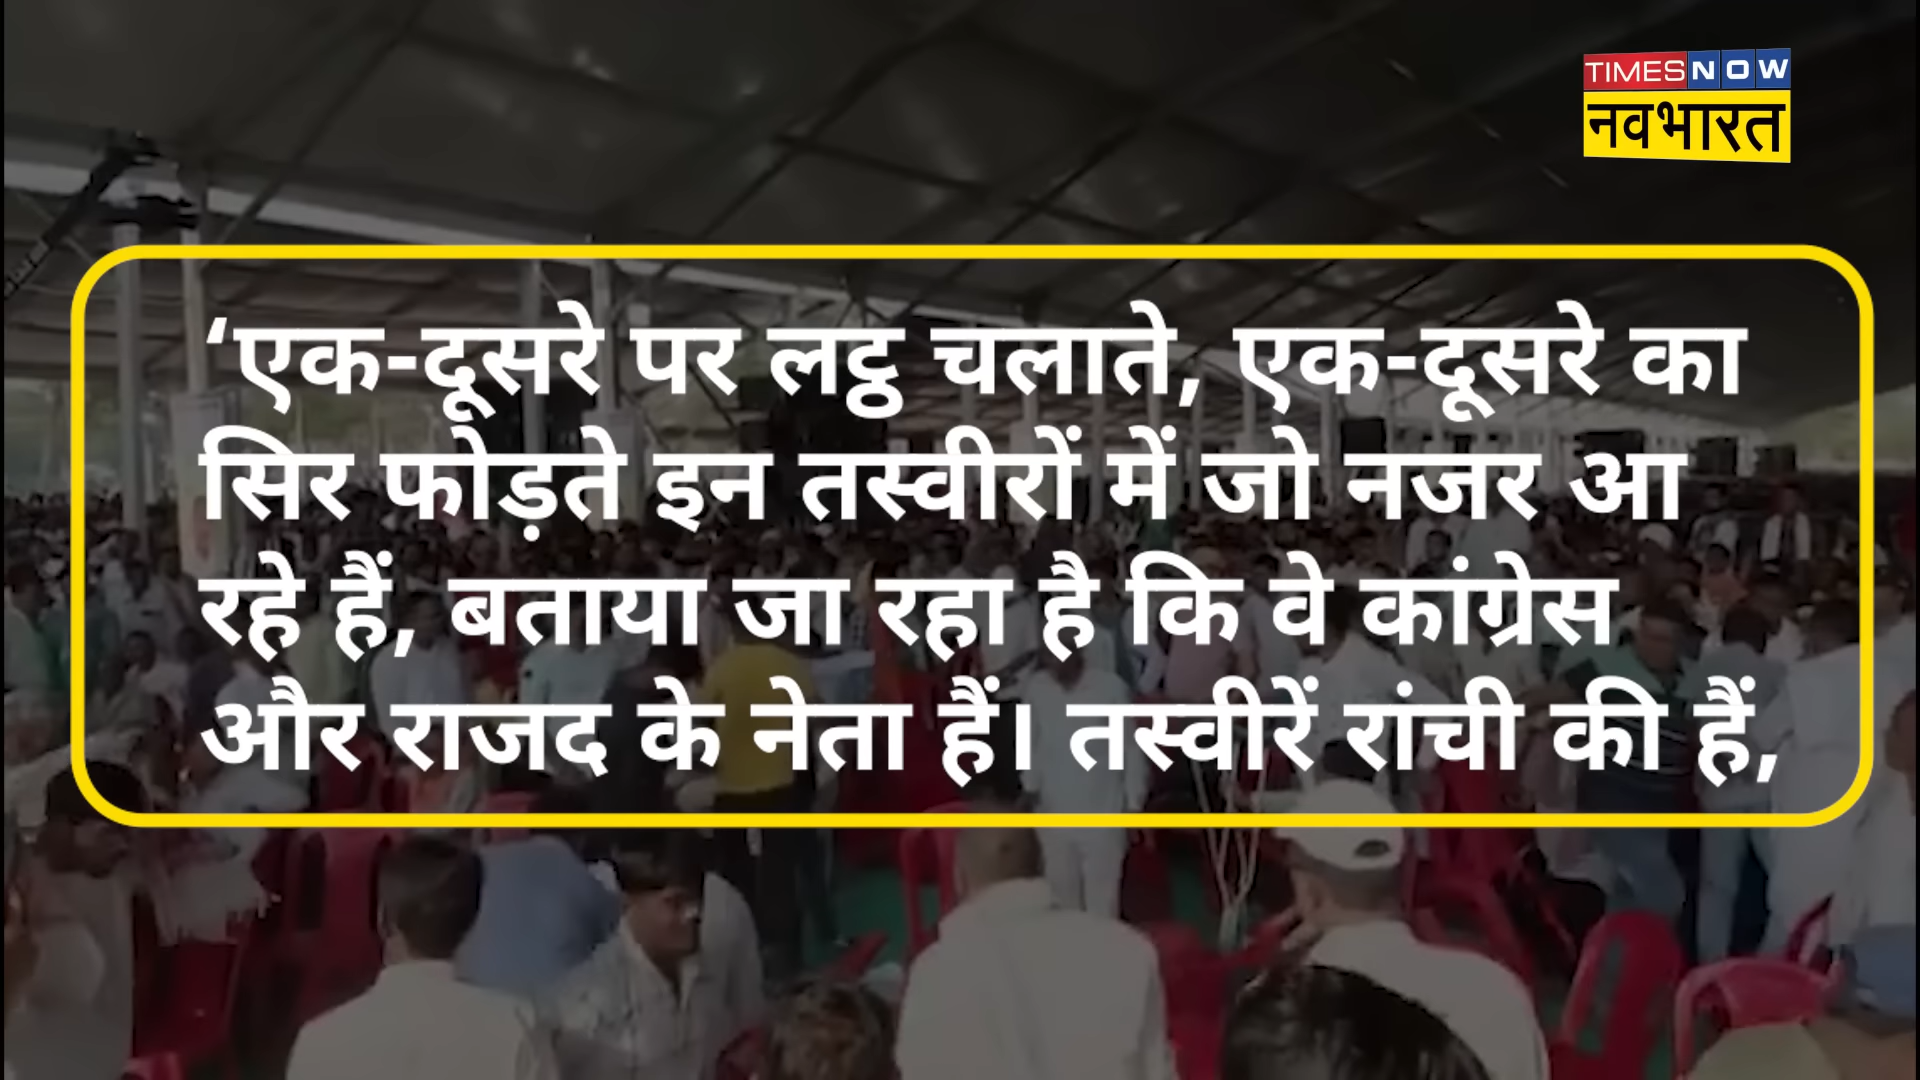 TIMES NOW
नवभारत
‘एक-दूसरे पर लट्ठ चलाते, एक-दूसरे का
सिर फोड़ते इन तस्वीरों में जो नजर आ
रहे हैं, बताया जा रहा है कि वे कांग्रेस
और राजद के नेता हैं। तस्वीरें रांची की हैं,